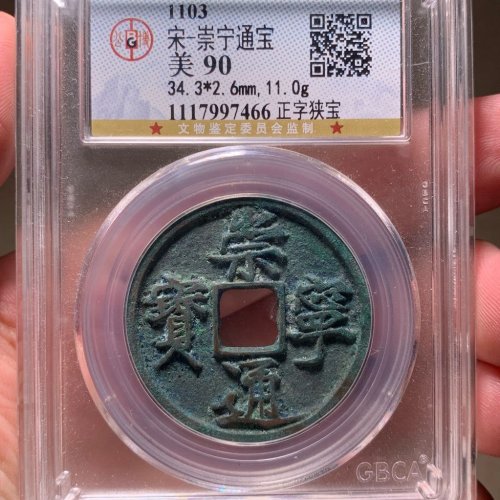 1103
宋-崇宁通宝
美 90
34.3*2.6mm,11.0g
1117997466 正字狭宝
★ 文物鉴定委员会监制 ★
崇寧通寳
GBCA®